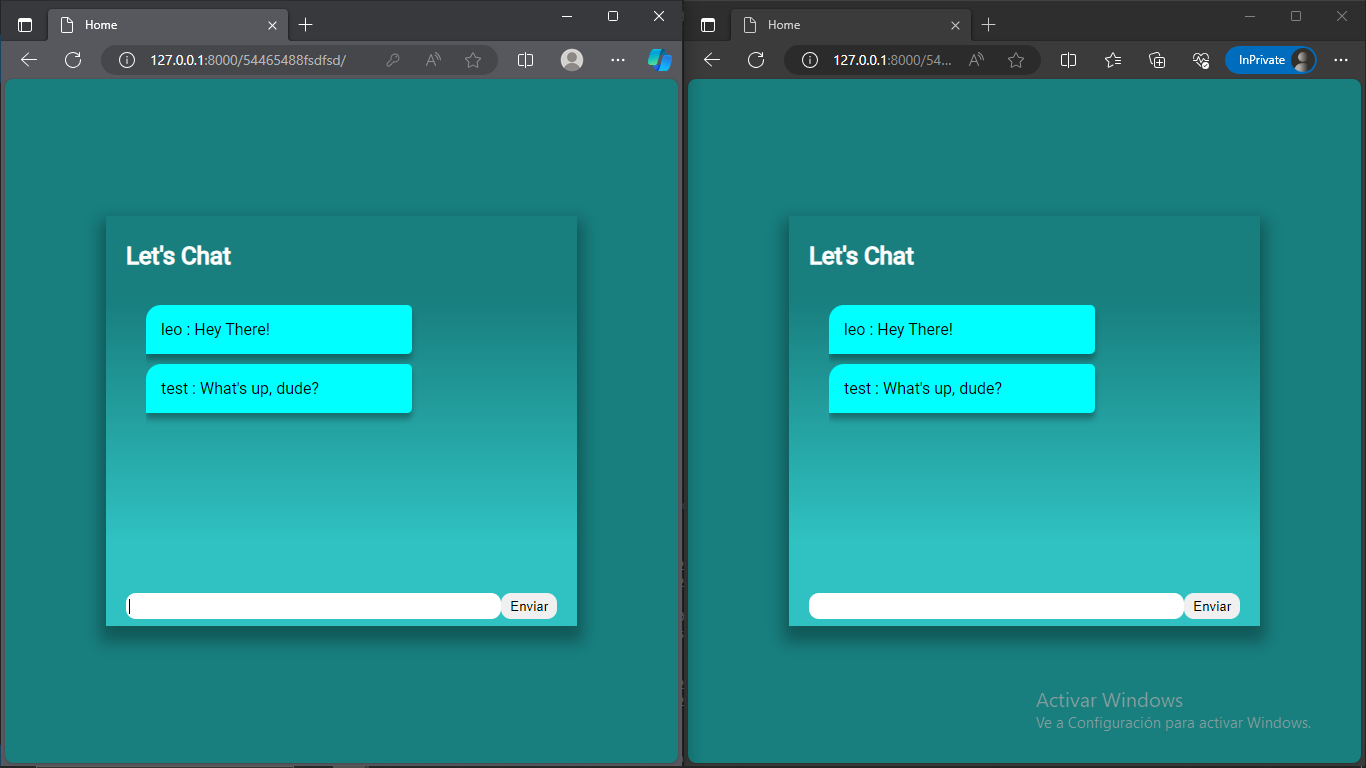 Home
127.0.0.1:8000/54465488fsdfsd/
Let's Chat
leo : Hey There!
test : What's up, dude?
Enviar
Home
127.0.0.1:8000/54...
InPrivate
Let's Chat
leo : Hey There!
test : What's up, dude?
Enviar
Activar Windows
Ve a Configuración para activar Windows.